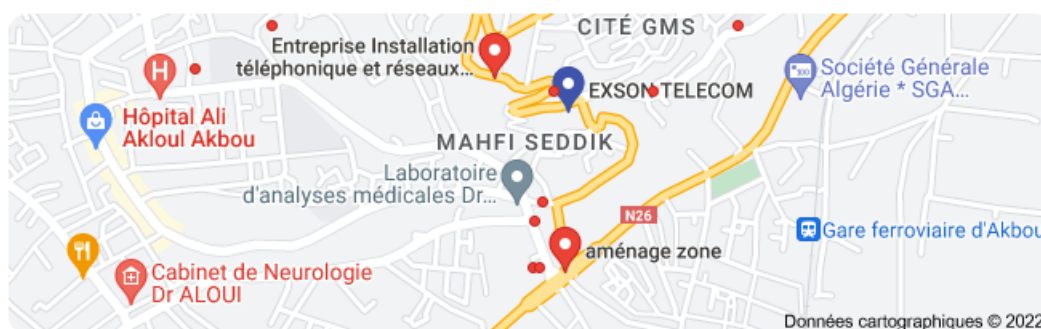 CITÉ GMS
Entreprise Installation
téléphonique et réseaux...
EXSON TELECOM
Société Générale
Algérie * SGA...
H
Hôpital Ali
Akloul Akbou
MAHFI SEDDIK
Laboratoire
d'analyses médicales Dr...
N26
Gare ferroviaire d'Akbou
aménage zone
Cabinet de Neurologie
Dr ALOUI
Données cartographiques © 2022